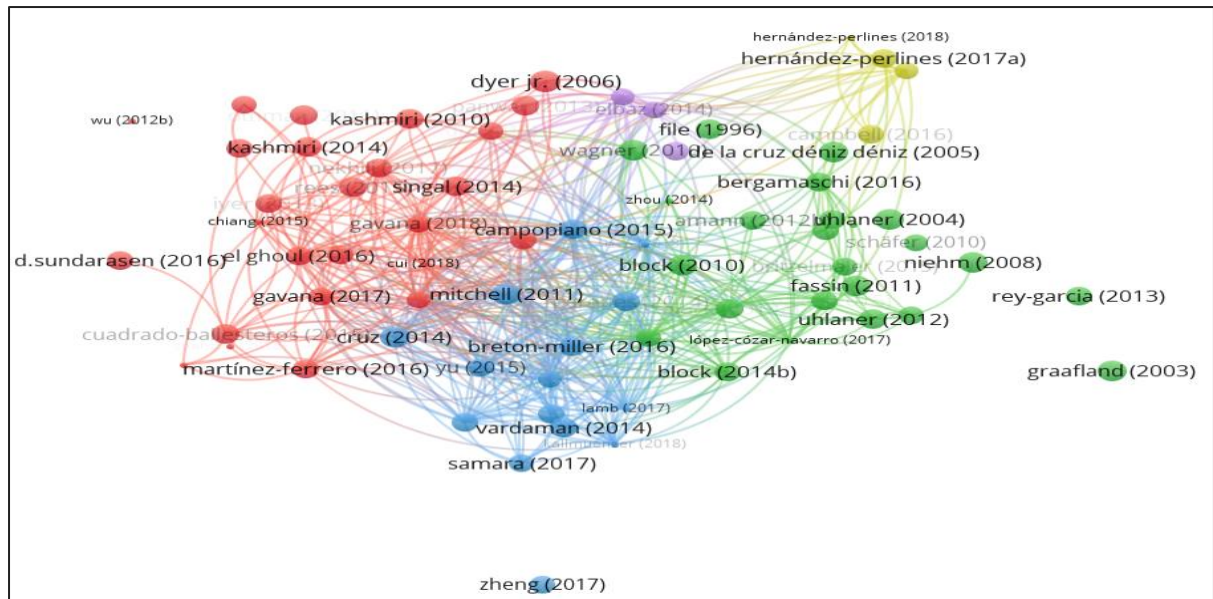 hernández-perlines (2018)
hernández-perlines (2017a)
dyer jr. (2006)
elbaz (2014)
wu (2012b)
kashmiri (2010)
file (1996)
campbell (2016)
kashmiri (2014)
wagner
de la cruz déniz déniz (2005)
singal (2014)
bergamaschi (2016)
zhou (2014)
chiang (2015)
gavana (2018)
campopiano (2015)
amann (2012)
uhlaner (2004)
schäfer (2010)
d.sundarasen (2016)
el ghoul (2016)
cui (2018)
block (2010)
niehm (2008)
fassin (2011)
gavana (2017)
mitchell (2011)
rey-garcia (2013)
uhlaner (2012)
cuadrado-ballesteros
cruz (2014)
breton-miller (2016)
lópez-cózar-navarro (2017)
martínez-ferrero (2016)
yu (2015)
block (2014b)
graafland (2003)
lamb (2017)
vardaman (2014)
samara (2017)
zheng (2017)